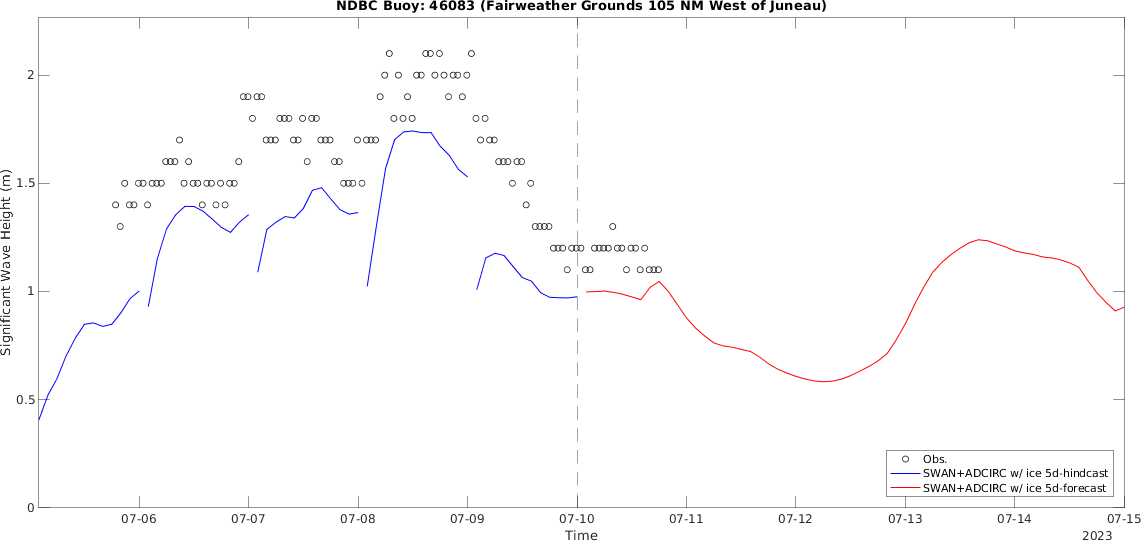 NDBC Buoy: 46083 (Fairweather Grounds 105 NM West of Juneau)
Significant Wave Height (m)
2
1.5
1
0.5
0
07-06 07-07 07-08 07-09 07-10 07-11 07-12 07-13 07-14 07-15
Time
2023
Obs.
SWAN+ADCIRC w/ ice 5d-hindcast
SWAN+ADCIRC w/ ice 5d-forecast